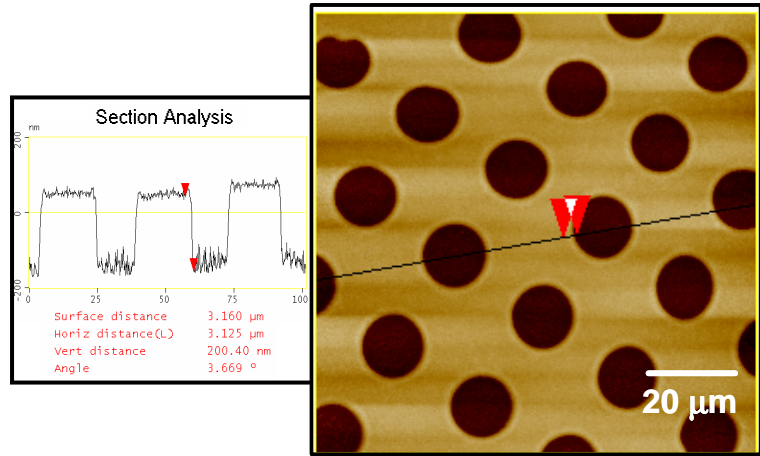 Section Analysis
nm
200
0
-200
0 25 50 75 100
Surface distance 3.160 µm
Horiz distance(L) 3.125 µm
Vert distance 200.40 nm
Angle 3.669 °
20 µm